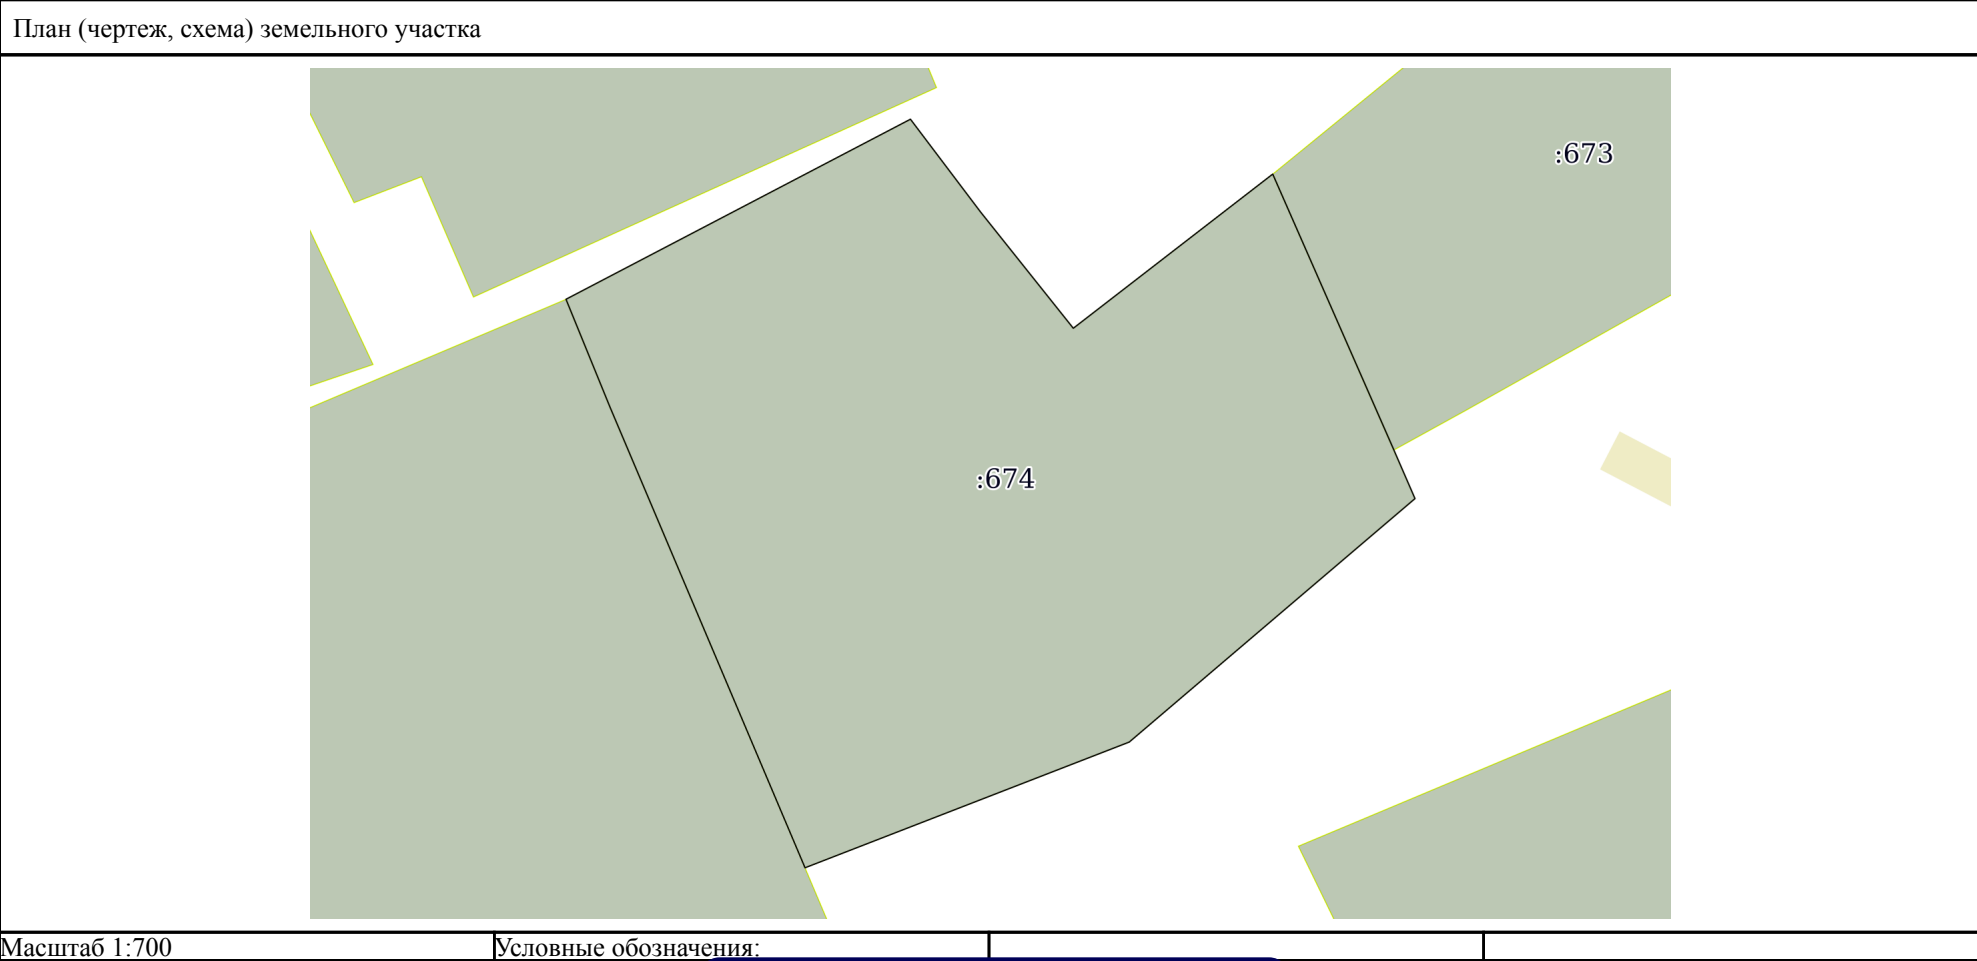 План (чертеж, схема) земельного участка
:673
:674
Масштаб 1:700
Условные обозначения: